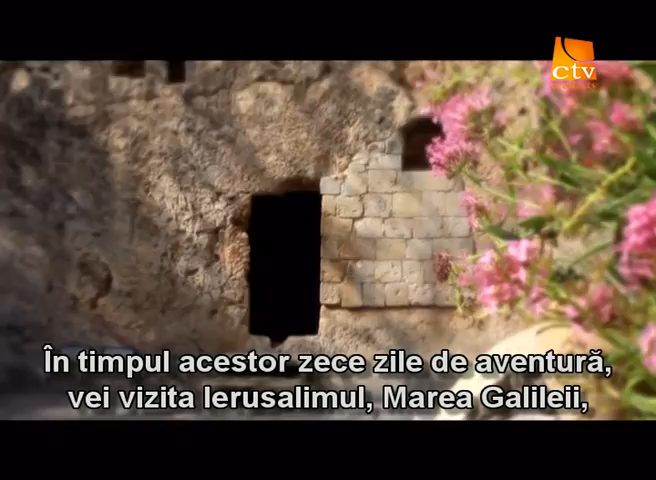 ctv
În timpul acestor zece zile de aventură,
vei vizita Ierusalimul, Marea Galileii,